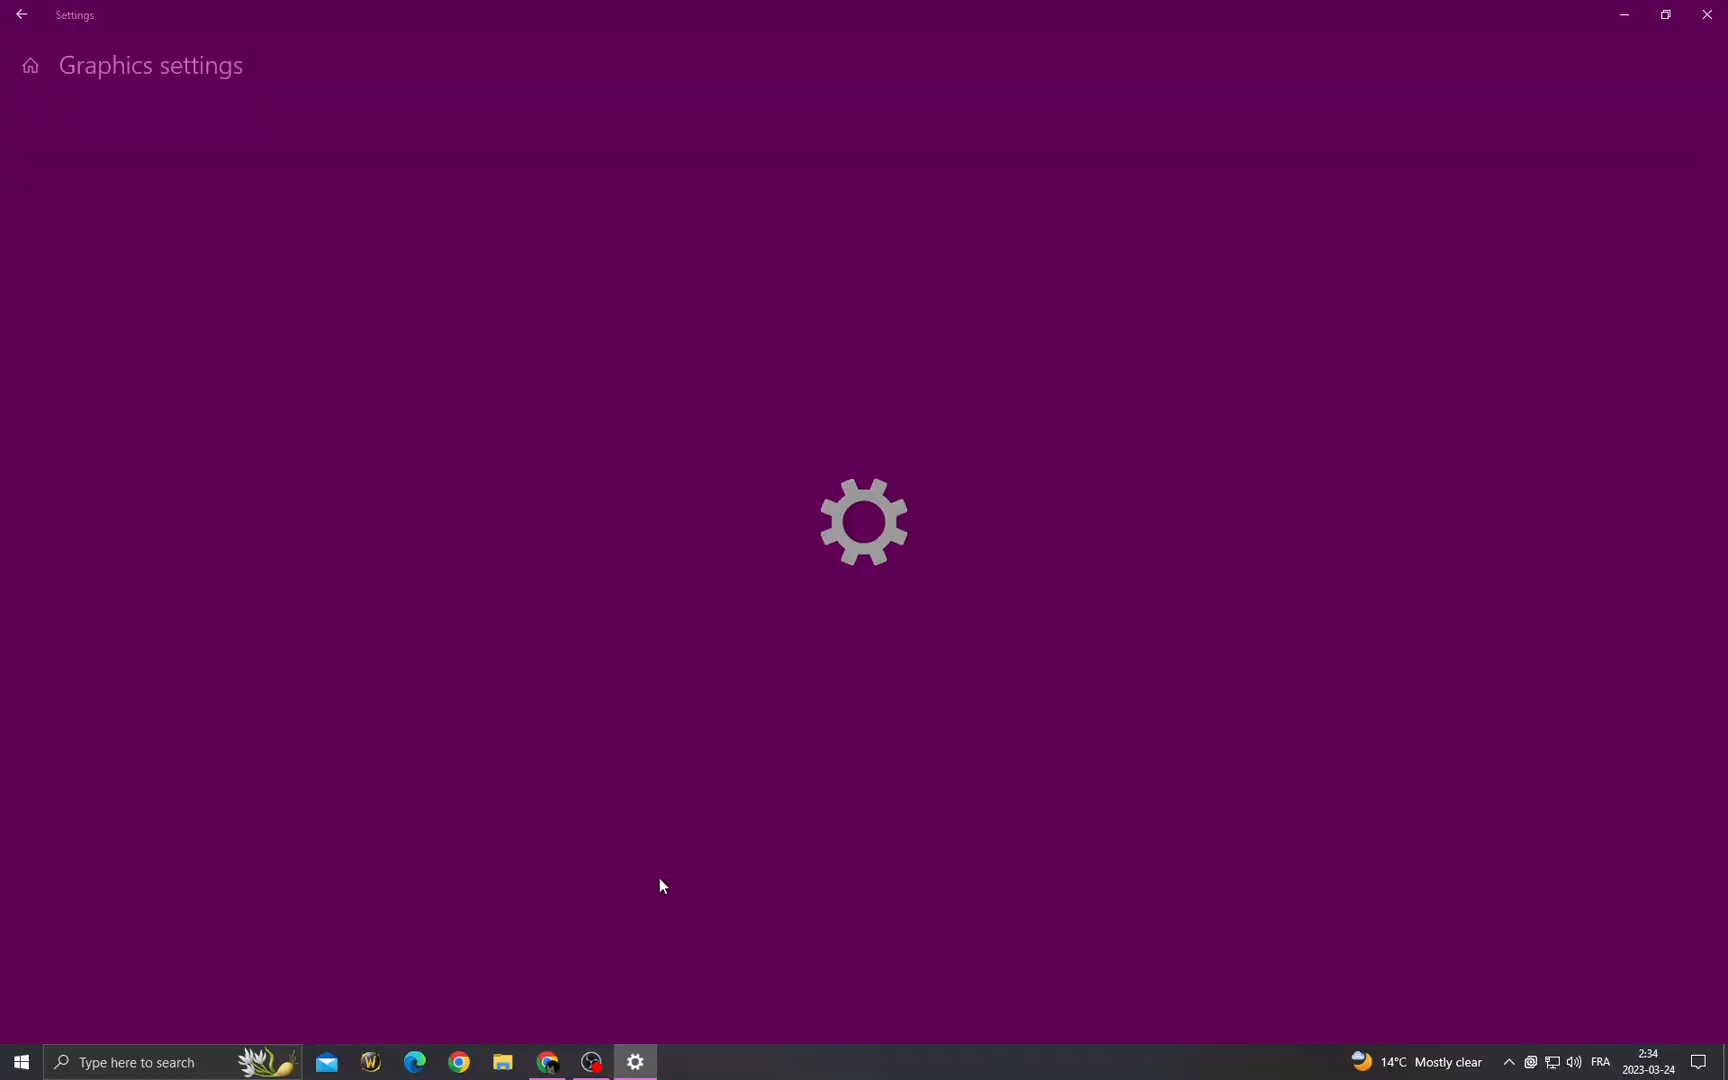 Settings
Graphics settings
Type here to search
W
14°C Mostly clear
FRA
2:34
2023-03-24